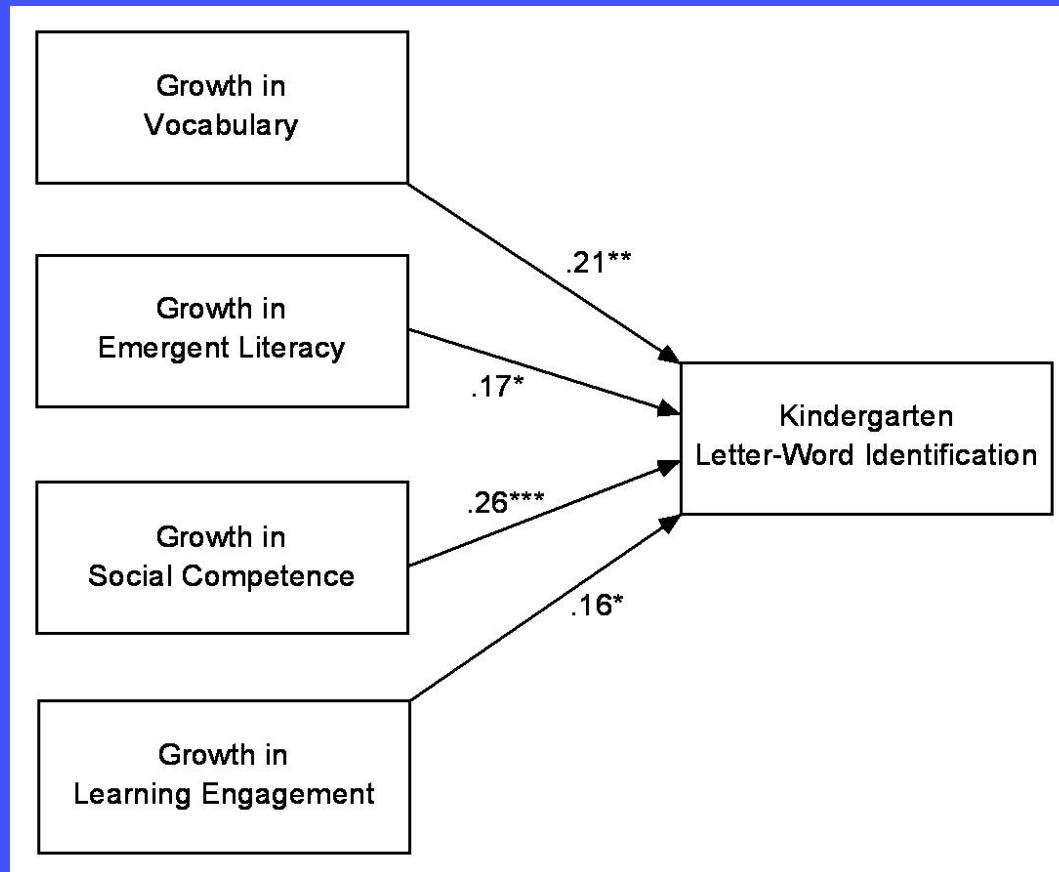 Growth in
Vocabulary
.21**
Growth in
Emergent Literacy
.17*
Kindergarten
Letter-Word Identification
.26***
Growth in
Social Competence
.16*
Growth in
Learning Engagement